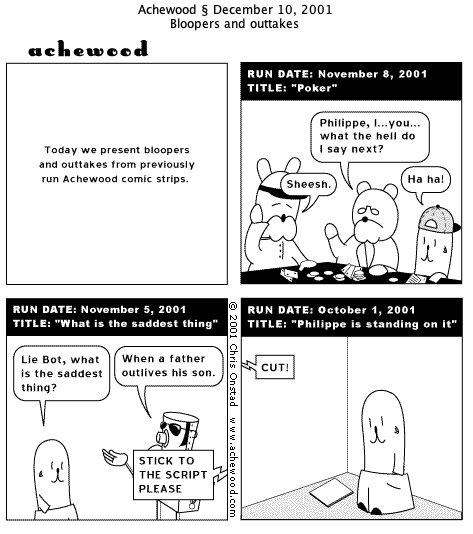 Achewood § December 10, 2001
Bloopers and outtakes
achewood
Today we present bloopers
and outtakes from previously
run Achewood comic strips.
RUN DATE: November 8, 2001
TITLE: "Poker"
Philippe, I...you...
what the hell do
I say next?
Sheesh.
Ha ha!
RUN DATE: November 5, 2001
TITLE: "What is the saddest thing"
Lie Bot, what
is the saddest
thing?
When a father
outlives his son.
STICK TO
THE SCRIPT
PLEASE
© 2001 Chris Onstad www.achewood.com
RUN DATE: October 1, 2001
TITLE: "Philippe is standing on it"
CUT!